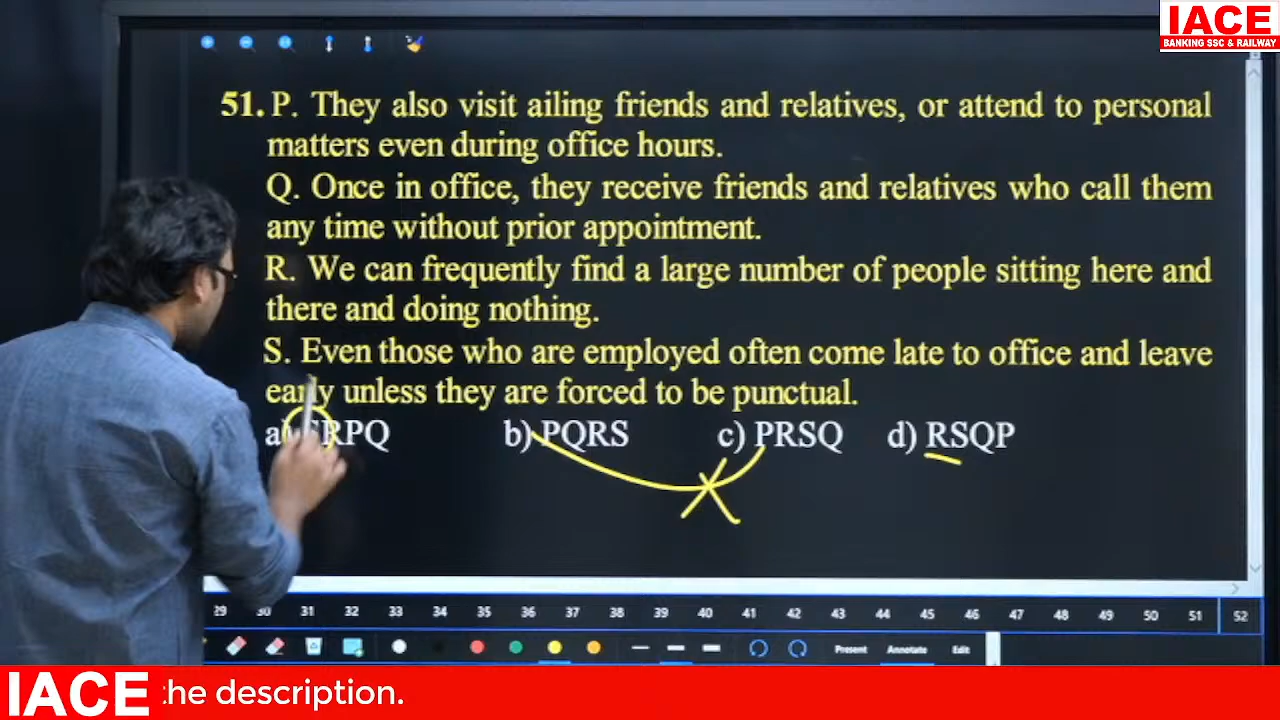 IACE
BANKING SSC & RAILWAY
51. P. They also visit ailing friends and relatives, or attend to personal
matters even during office hours.
Q. Once in office, they receive friends and relatives who call them
any time without prior appointment.
R. We can frequently find a large number of people sitting here and
there and doing nothing.
S. Even those who are employed often come late to office and leave
early unless they are forced to be punctual.
a) SRPQ b) PQRS c) PRSQ d) RSQP
29 30 31 32 33 34 35 36 37 38 39 40 41 42 43 44 45 46 47 48 49 50 51 52
Present Annotate Edit
IACE the description.